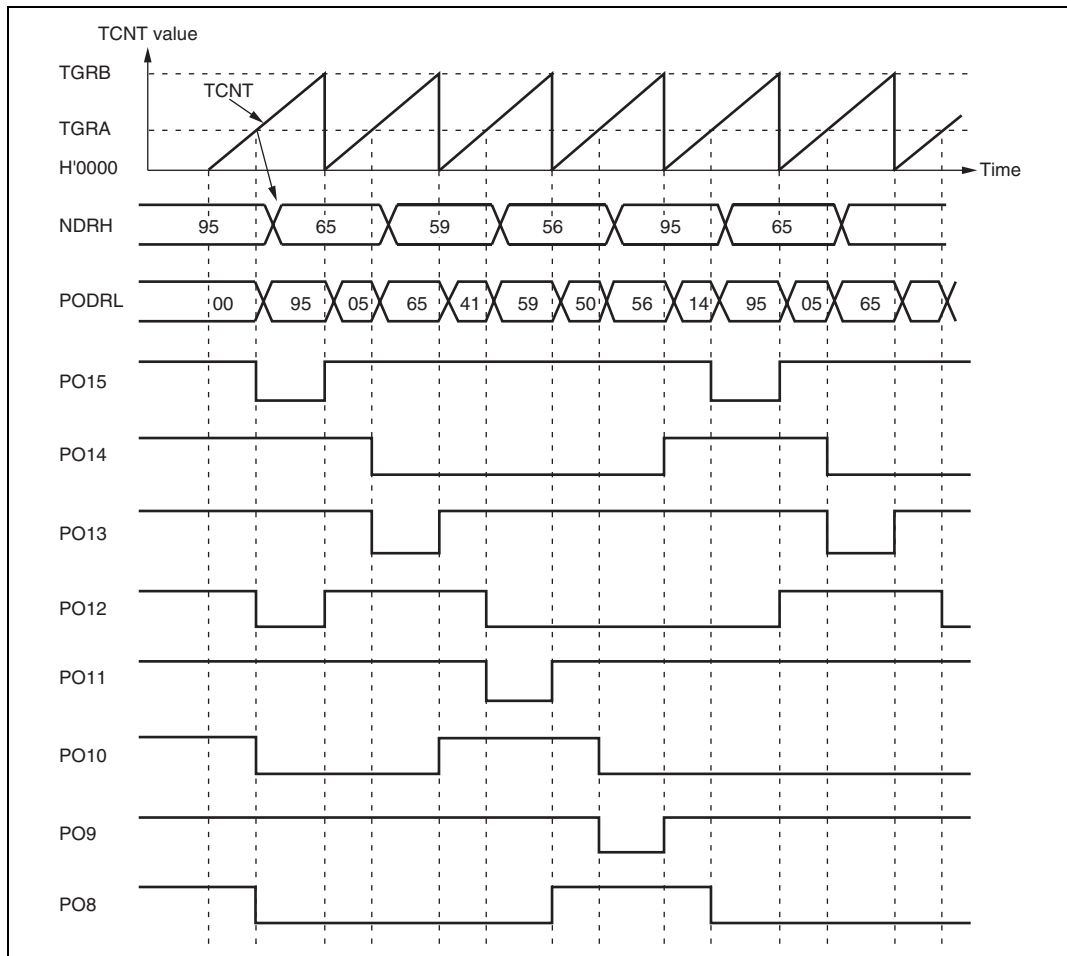 TCNT value
TGRB
TCNT
TGRA
H'0000
Time
NDRH 95 65 59 56 95 65
PODRL 00 95 05 65 41 59 50 56 14 95 05 65
PO15
PO14
PO13
PO12
PO11
PO10
PO9
PO8